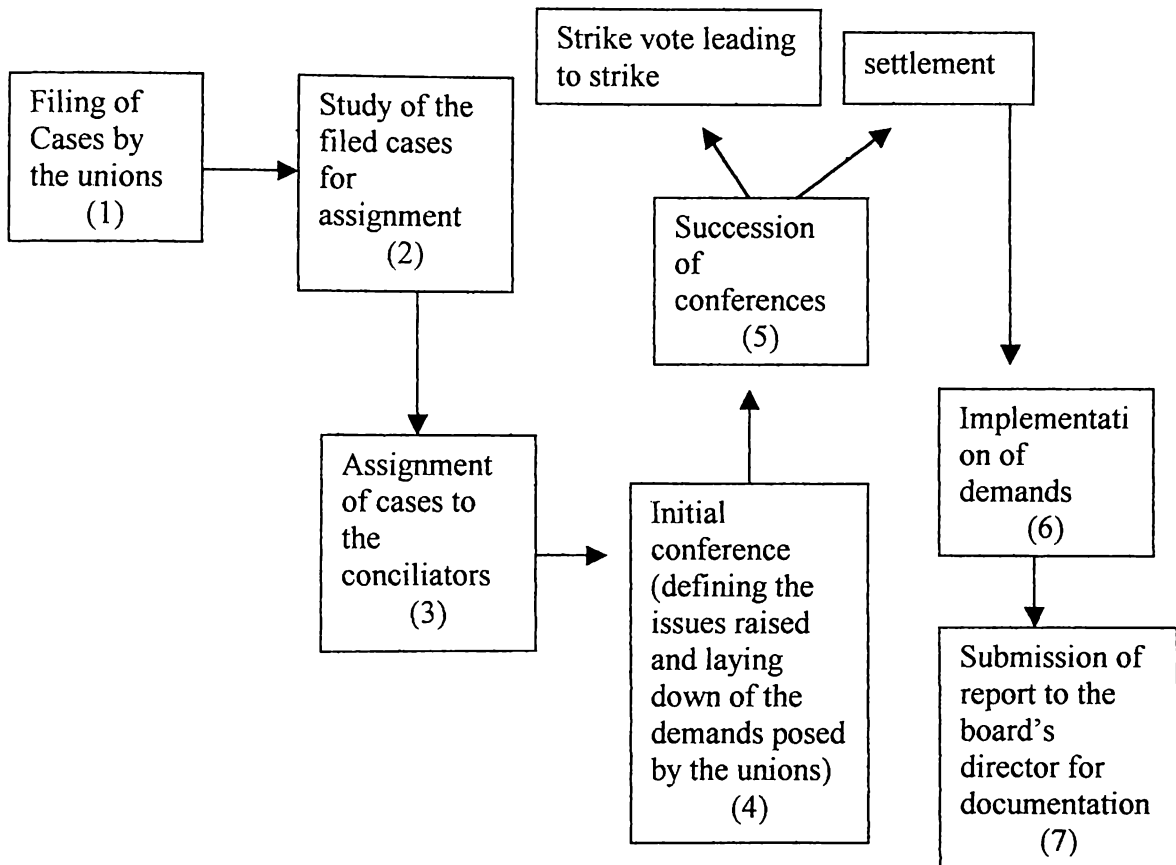 Filing of
Cases by
the unions
(1)
Study of the
filed cases
for
assignment
(2)
Assignment
of cases to
the
conciliators
(3)
Initial
conference
(defining the
issues raised
and laying
down of the
demands posed
by the unions)
(4)
Succession
of
conferences
(5)
Strike vote leading
to strike
settlement
Implementati
on of
demands
(6)
Submission of
report to the
board's
director for
documentation
(7)